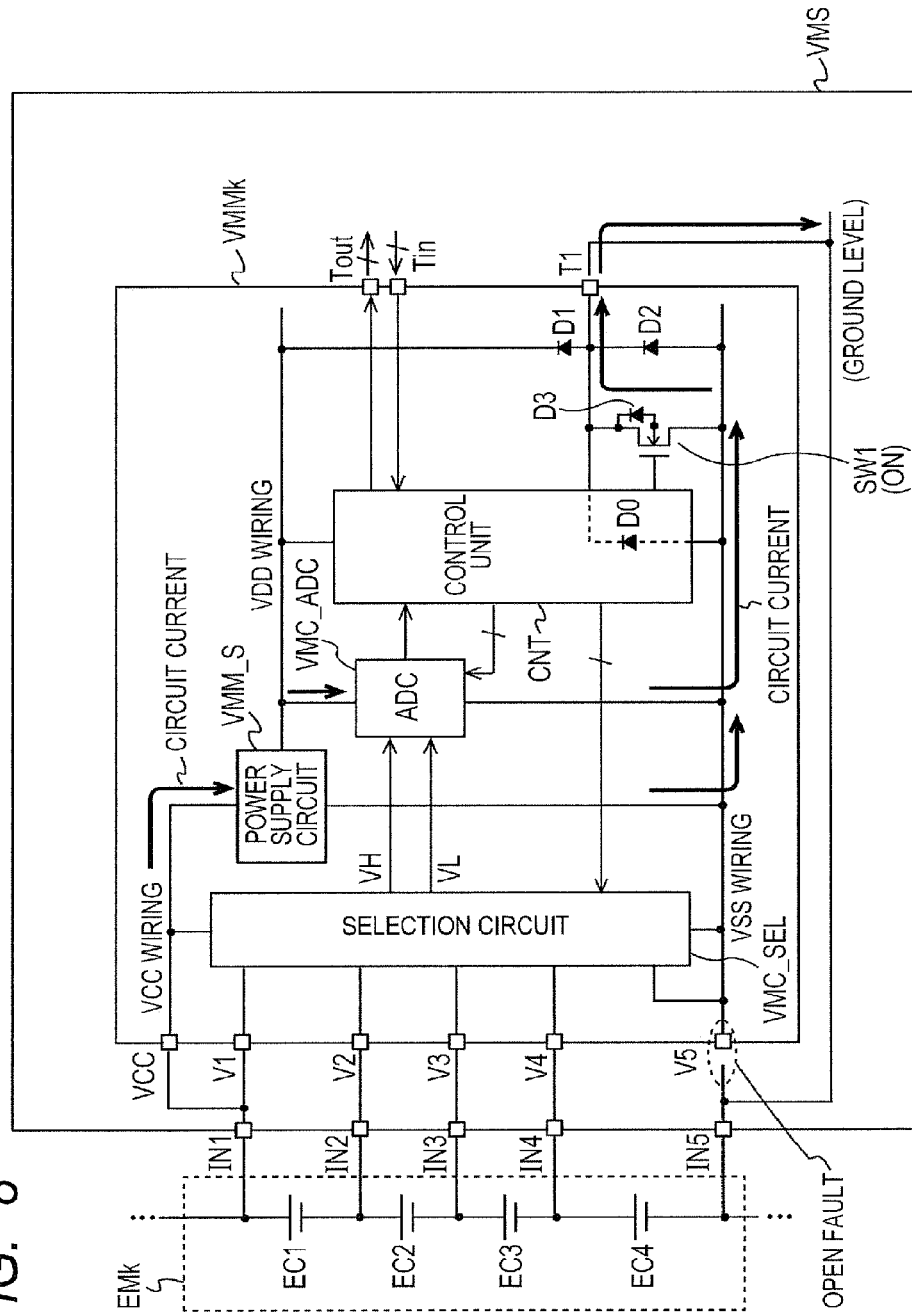 IG. 8
EMk
EC1
EC2
EC3
EC4
IN1
IN2
IN3
IN4
IN5
OPEN FAULT
VCC
V1
V2
V3
V4
V5
VCC WIRING
SELECTION CIRCUIT
VMC_SEL
VSS WIRING
VH
VL
CIRCUIT CURRENT
VMM_S
POWER
SUPPLY
CIRCUIT
VDD WIRING
VMC_ADC
ADC
CNT
CONTROL
UNIT
D0
CIRCUIT CURRENT
SW1
(ON)
D3
D1
D2
Tout
Tin
T1
VMMk
(GROUND LEVEL)
VMS